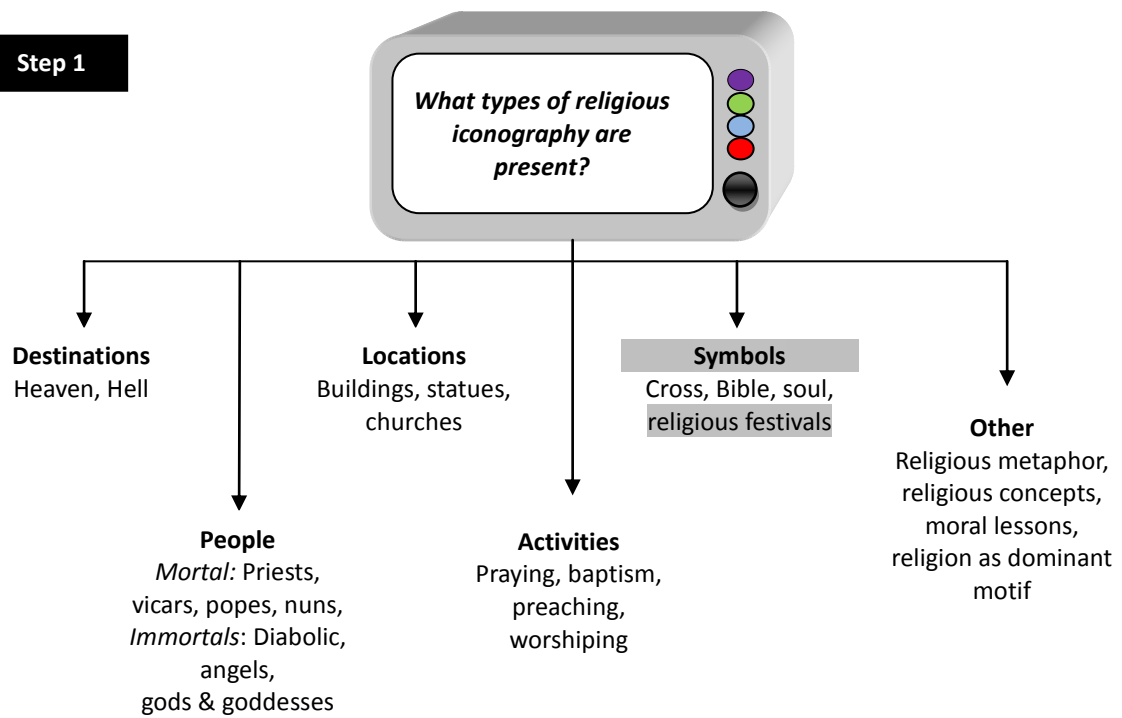 Step 1
What types of religious
iconography are
present?
Destinations
Heaven, Hell
Locations
Buildings, statues,
churches
Symbols
Cross, Bible, soul,
religious festivals
Other
Religious metaphor,
religious concepts,
moral lessons,
religion as dominant
motif
People
Mortal: Priests,
vicars, popes, nuns,
Immortals: Diabolic,
angels,
gods & goddesses
Activities
Praying, baptism,
preaching,
worshiping